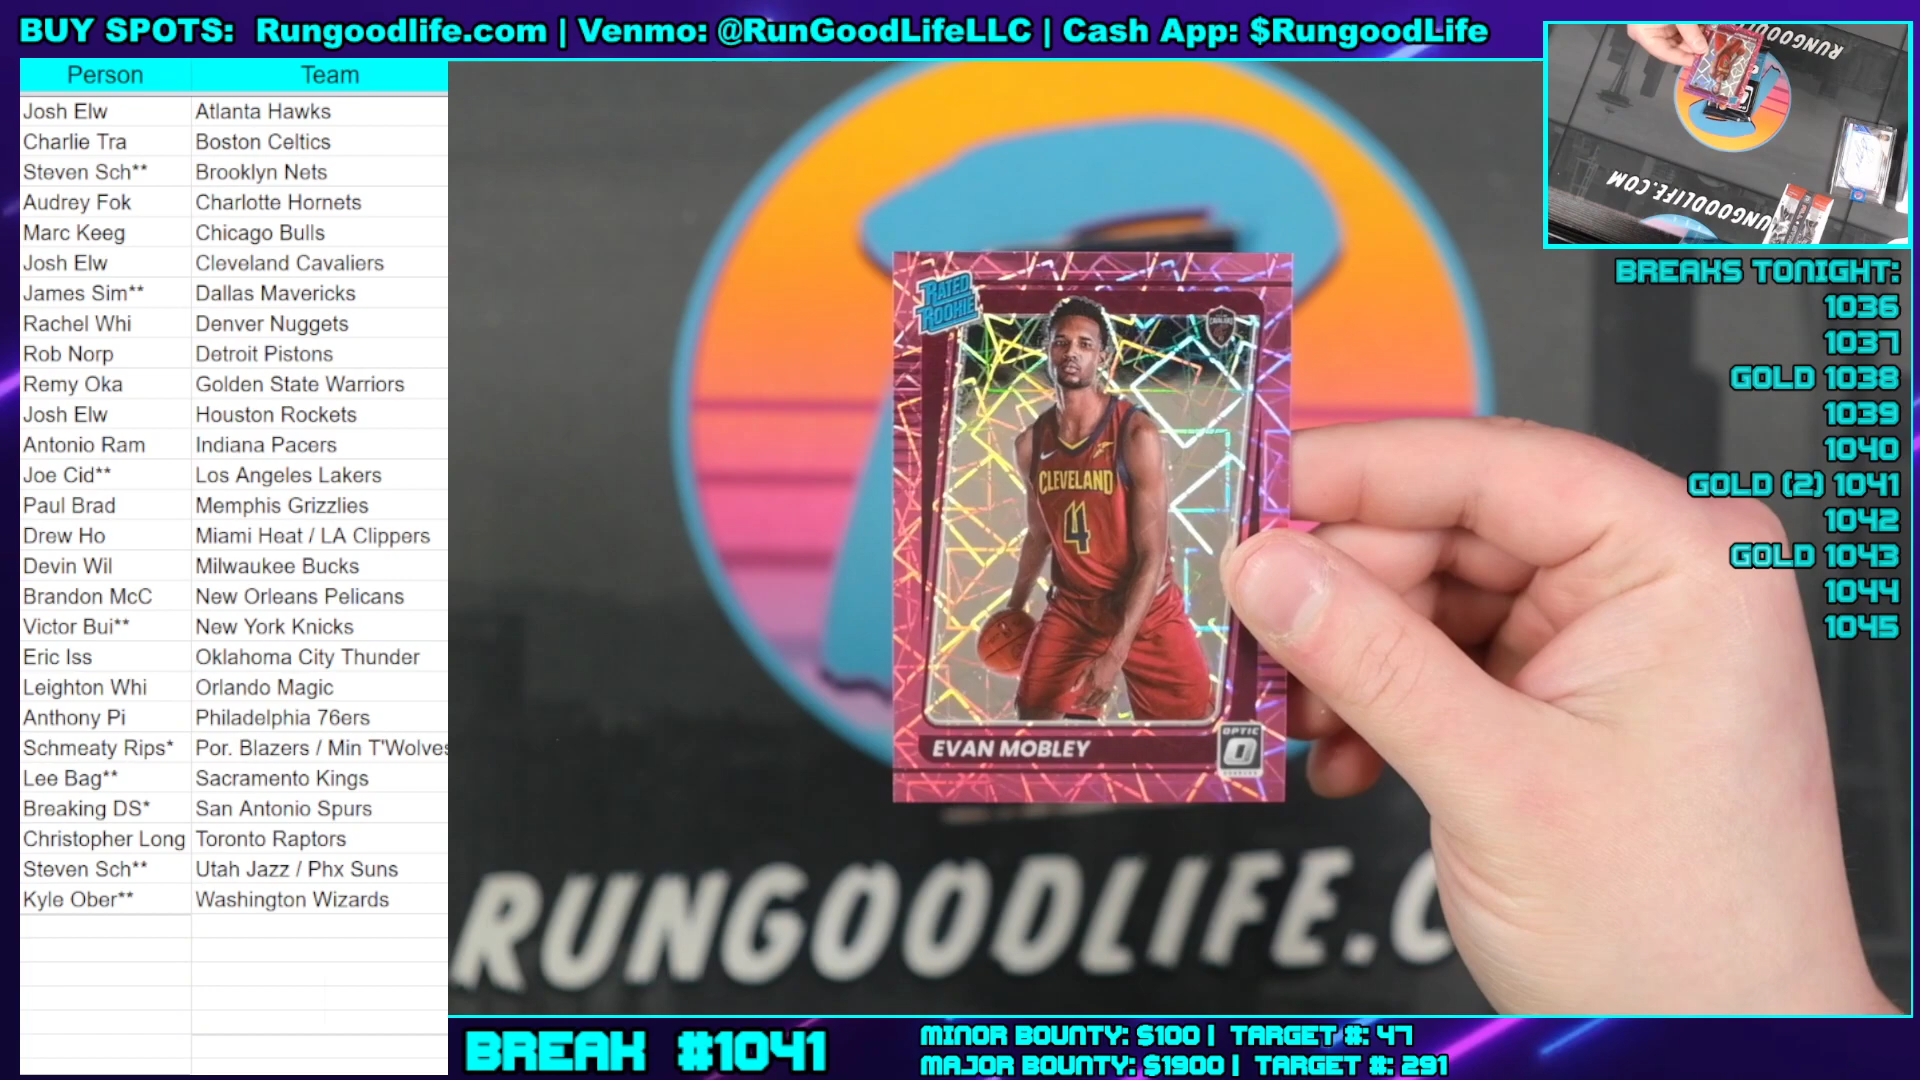 BUY SPOTS: Rungoodlife.com | Venmo: @RunGoodLifeLLC | Cash App: $RungoodLife
Person Team
Josh Elw Atlanta Hawks
Charlie Tra Boston Celtics
Steven Sch** Brooklyn Nets
Audrey Fok Charlotte Hornets
Marc Keeg Chicago Bulls
Josh Elw Cleveland Cavaliers
James Sim** Dallas Mavericks
Rachel Whi Denver Nuggets
Rob Norp Detroit Pistons
Remy Oka Golden State Warriors
Josh Elw Houston Rockets
Antonio Ram Indiana Pacers
Joe Cid** Los Angeles Lakers
Paul Brad Memphis Grizzlies
Drew Ho Miami Heat / LA Clippers
Devin Wil Milwaukee Bucks
Brandon McC New Orleans Pelicans
Victor Bui** New York Knicks
Eric Iss Oklahoma City Thunder
Leighton Whi Orlando Magic
Anthony Pi Philadelphia 76ers
Schmeaty Rips* Por. Blazers / Min T'Wolves
Lee Bag** Sacramento Kings
Breaking DS* San Antonio Spurs
Christopher Long Toronto Raptors
Steven Sch** Utah Jazz / Phx Suns
Kyle Ober** Washington Wizards
RATED
ROOKIE
CAVALIERS
CLEVELAND
4
EVAN MOBLEY
OPTIC
RUNGOODLIFE.C
RUNGOOD
RUNGOODLIFE.COM
BREAKS TONIGHT:
1036
1037
GOLD 1038
1039
1040
GOLD (2) 1041
1042
GOLD 1043
1044
1045
BREAK #1041
MINOR BOUNTY: $100 | TARGET #: 47
MAJOR BOUNTY: $1900 | TARGET #: 291